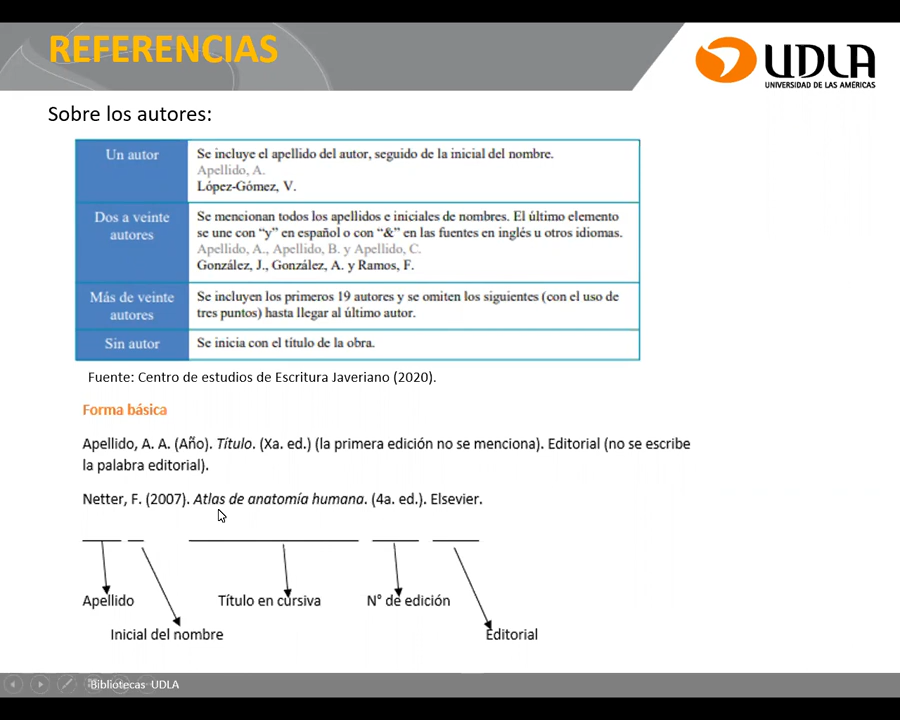 REFERENCIAS
UDLA
UNIVERSIDAD DE LAS AMÉRICAS
Sobre los autores:
Un autor
Se incluye el apellido del autor, seguido de la inicial del nombre.
Apellido, A.
López-Gómez, V.
Dos a veinte
autores
Se mencionan todos los apellidos e iniciales de nombres. El último elemento
se une con “y” en español o con “&” en las fuentes en inglés u otros idiomas.
Apellido, A., Apellido, B. y Apellido, C.
González, J., González, A. y Ramos, F.
Más de veinte
autores
Se incluyen los primeros 19 autores y se omiten los siguientes (con el uso de
tres puntos) hasta llegar al último autor.
Sin autor
Se inicia con el título de la obra.
Fuente: Centro de estudios de Escritura Javeriano (2020).
Forma básica
Apellido, A. A. (Año). Título. (Xa. ed.) (la primera edición no se menciona). Editorial (no se escribe
la palabra editorial).
Netter, F. (2007). Atlas de anatomía humana. (4a. ed.). Elsevier.
Apellido
Título en cursiva
N° de edición
Inicial del nombre
Editorial
Bibliotecas UDLA